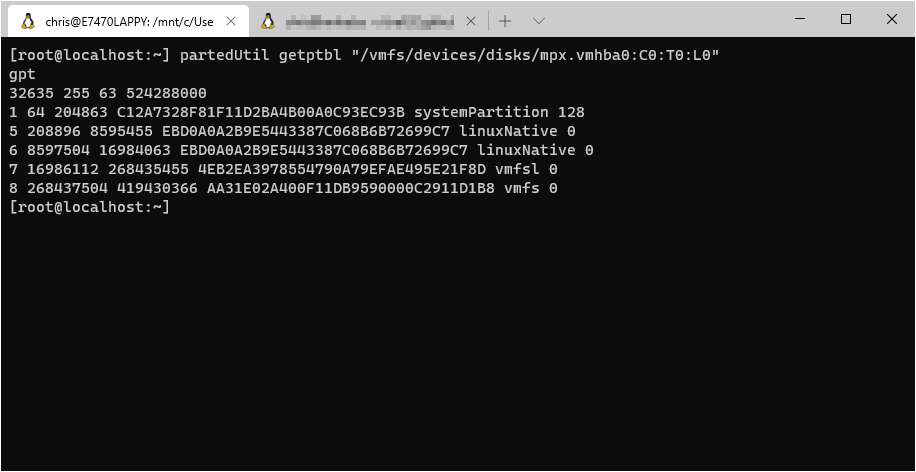 chris@E7470LAPPY: /mnt/c/Use
[root@localhost:~] partedUtil getptbl "/vmfs/devices/disks/mpx.vmhba0:C0:T0:L0"
gpt
32635 255 63 524288000
1 64 204863 C12A7328F81F11D2BA4B00A0C93EC93B systemPartition 128
5 208896 8595455 EBD0A0A2B9E5443387C068B6B72699C7 linuxNative 0
6 8597504 16984063 EBD0A0A2B9E5443387C068B6B72699C7 linuxNative 0
7 16986112 268435455 4EB2EA3978554790A79EFAE495E21F8D vmfsl 0
8 268437504 419430366 AA31E02A400F11DB9590000C2911D1B8 vmfs 0
[root@localhost:~]